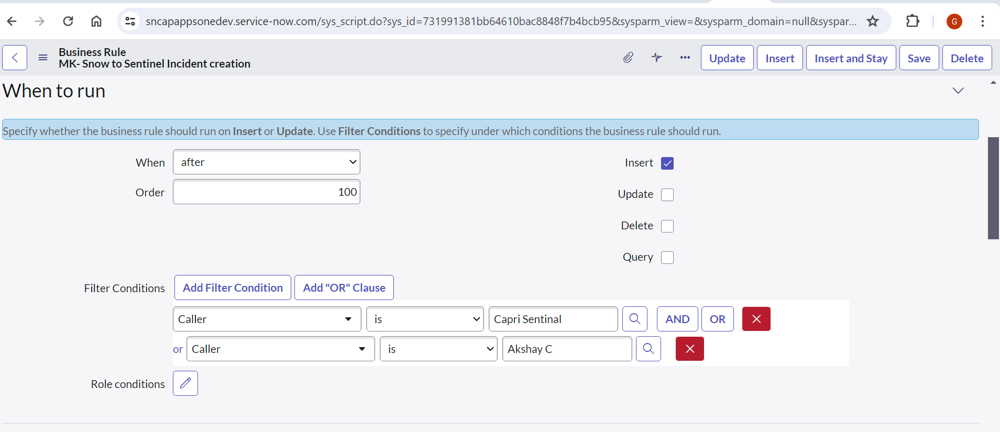 sncapappsonedev.service-now.com/sys_script.do?sys_id=731991381bb64610bac8848f7b4bcb95&sysparm_view=&sysparm_domain=null&syspar...
G
Business Rule
MK- Snow to Sentinel Incident creation
Update
Insert
Insert and Stay
Save
Delete
When to run
Specify whether the business rule should run on Insert or Update. Use Filter Conditions to specify under which conditions the business rule should run.
When after Insert
Order 100
Update
Delete
Query
Filter Conditions Add Filter Condition Add "OR" Clause
Caller is Capri Sentinal AND OR
or Caller is Akshay C
Role conditions